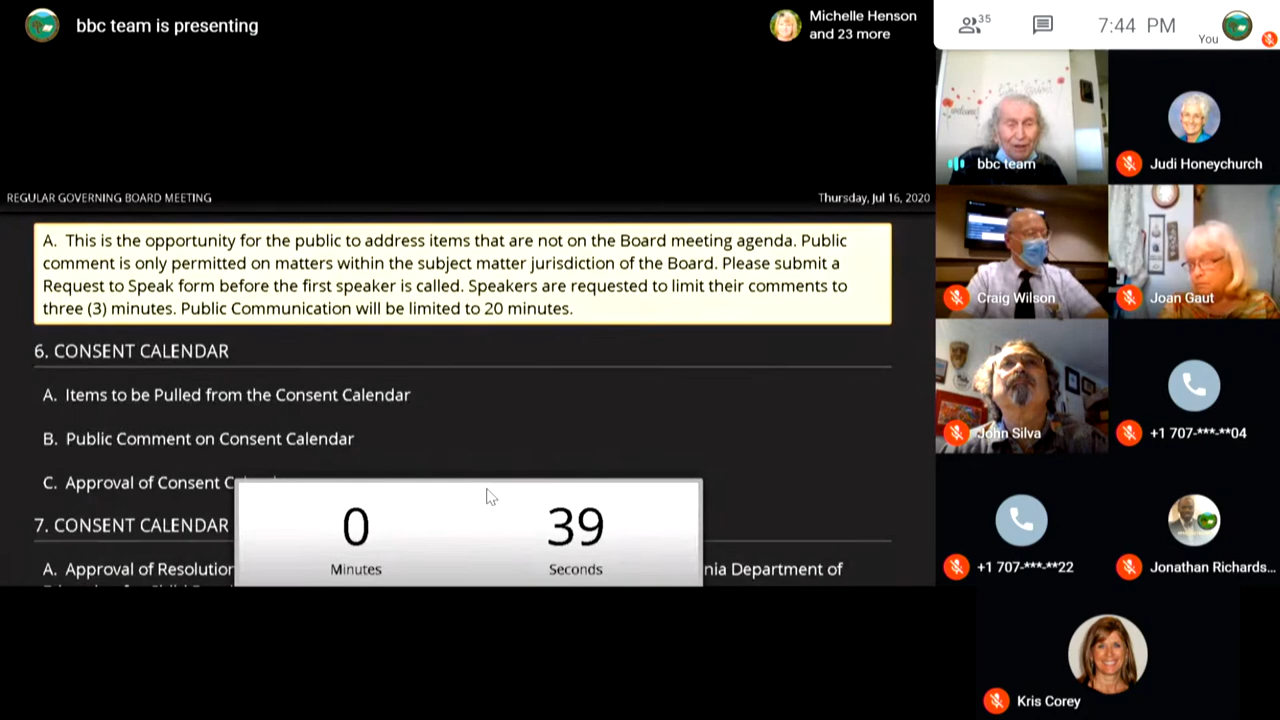 bbc team is presenting
Michelle Henson
and 23 more
35
7:44 PM
You
REGULAR GOVERNING BOARD MEETING
Thursday, Jul 16, 2020
A. This is the opportunity for the public to address items that are not on the Board meeting agenda. Public
comment is only permitted on matters within the subject matter jurisdiction of the Board. Please submit a
Request to Speak form before the first speaker is called. Speakers are requested to limit their comments to
three (3) minutes. Public Communication will be limited to 20 minutes.
6. CONSENT CALENDAR
A. Items to be Pulled from the Consent Calendar
B. Public Comment on Consent Calendar
C. Approval of Consent C
7. CONSENT CALENDAR
A. Approval of Resolution
nia Department of
0
39
Minutes
Seconds
bbc team
Judi Honeychurch
Craig Wilson
Joan Gaut
John Silva
+1 707-***-**04
+1 707-***-**22
Jonathan Richards...
Kris Corey